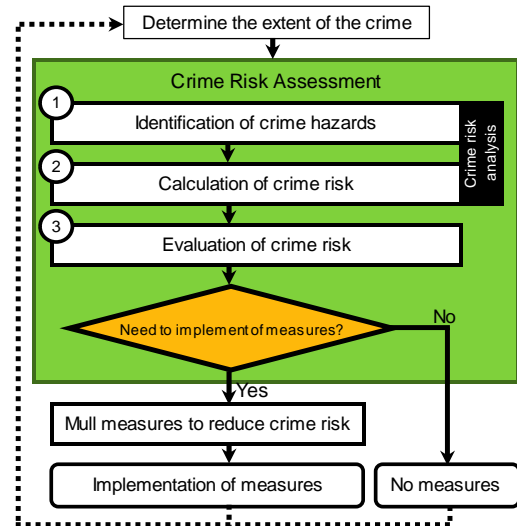 Determine the extent of the crime
Crime Risk Assessment
1
Identification of crime hazards
Crime risk
analysis
2
Calculation of crime risk
3
Evaluation of crime risk
Need to implement of measures?
No
Yes
Mull measures to reduce crime risk
Implementation of measures
No measures